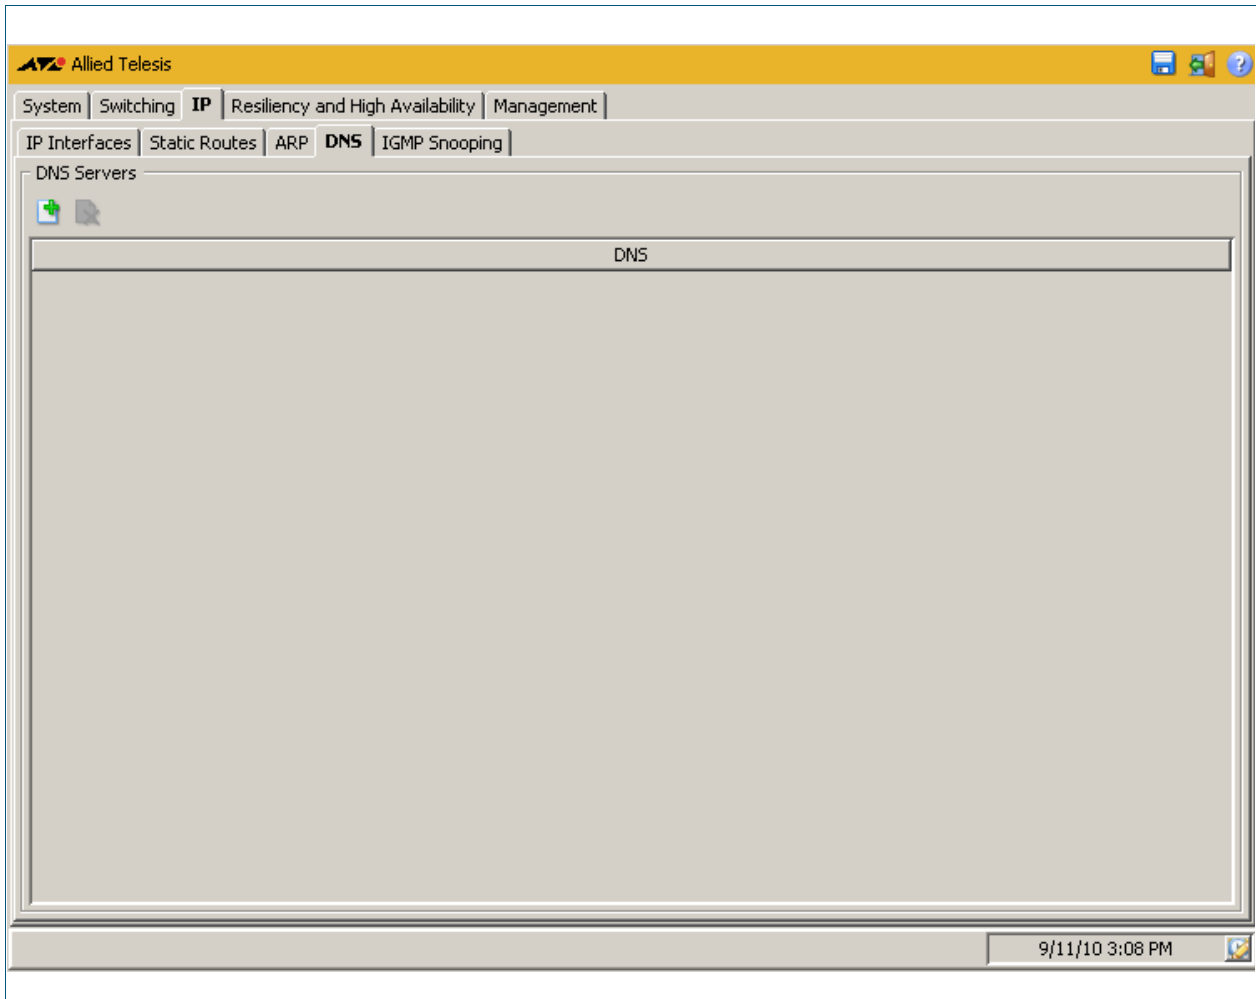 Allied Telesis
System Switching IP Resiliency and High Availability Management
IP Interfaces Static Routes ARP DNS IGMP Snooping
DNS Servers
DNS
9/11/10 3:08 PM